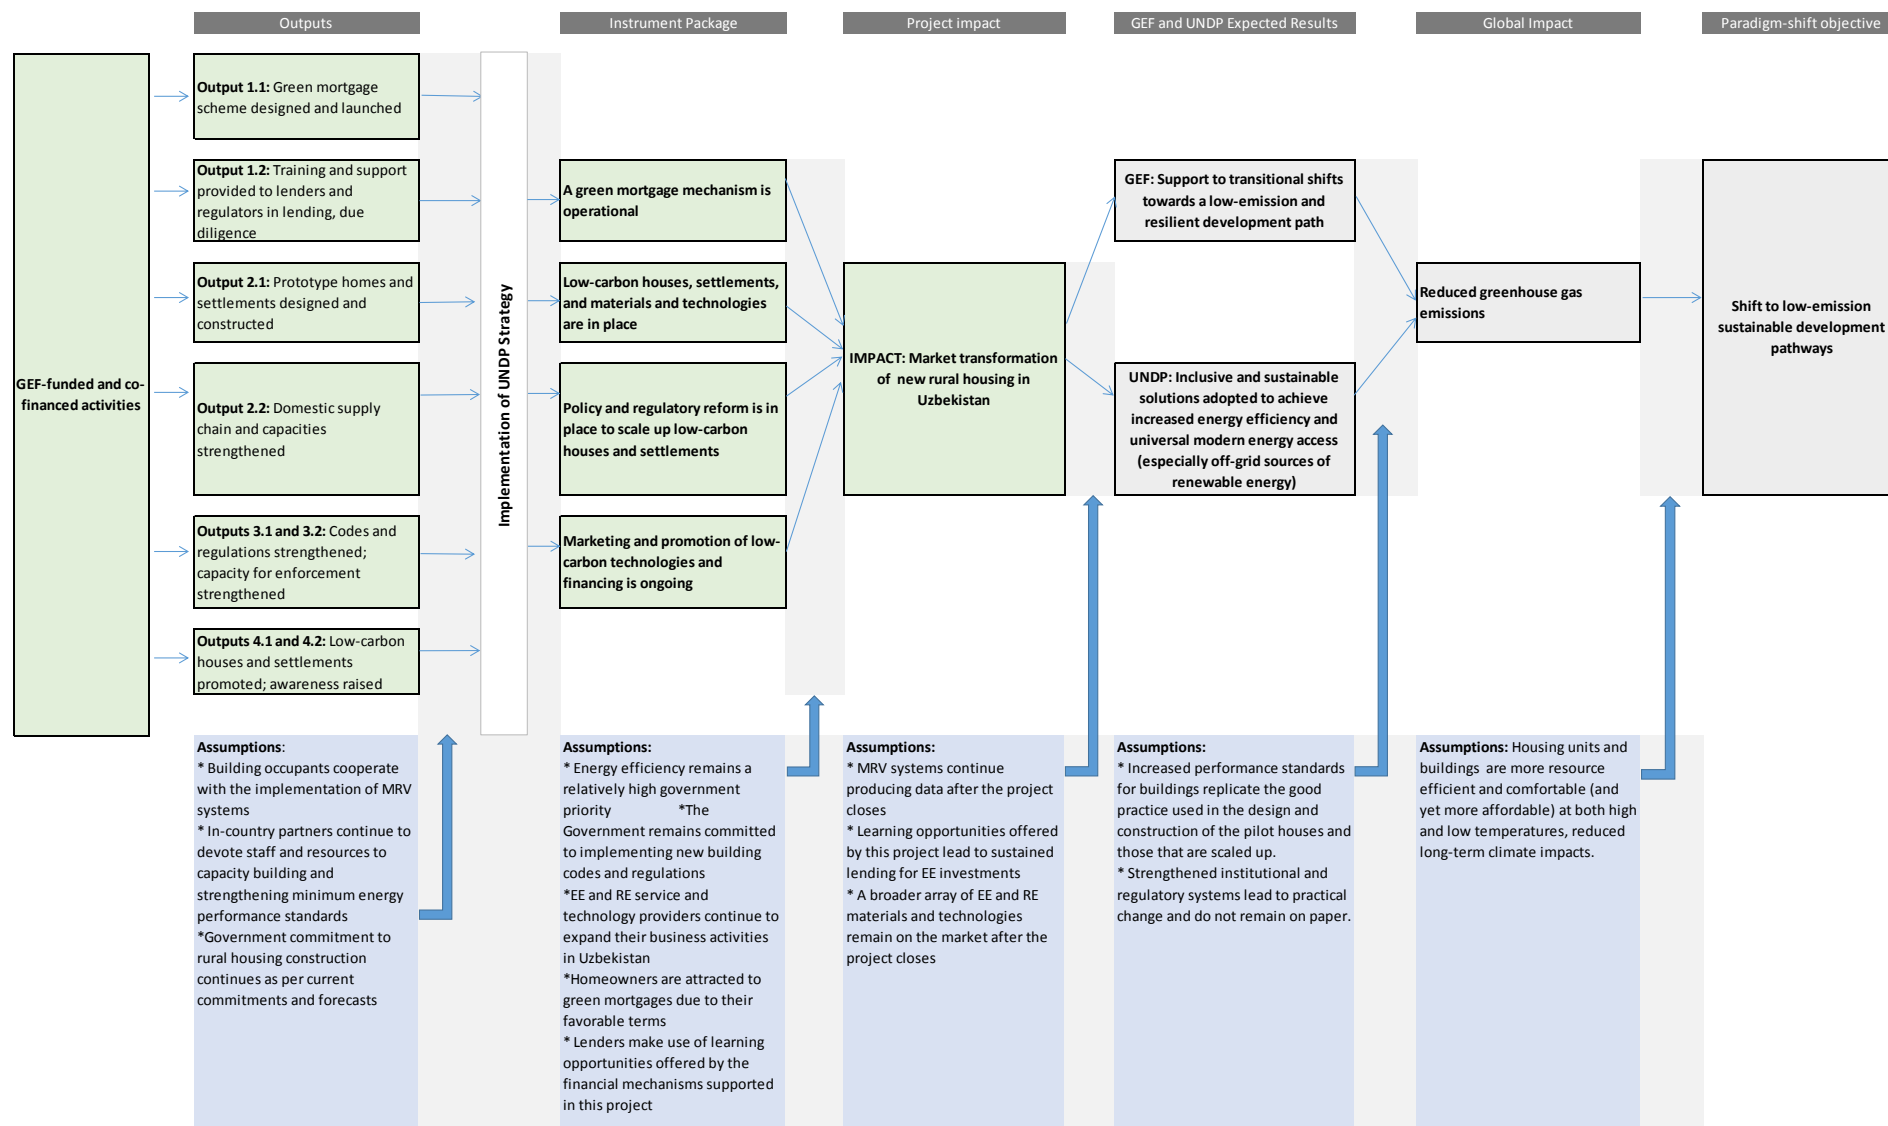 Outputs
Instrument Package
Project impact
GEF and UNDP Expected Results
Global Impact
Paradigm-shift objective
GEF-funded and co-
financed activities
Output 1.1: Green mortgage
scheme designed and launched
Output 1.2: Training and support
provided to lenders and
regulators in lending, due
diligence
Output 2.1: Prototype homes and
settlements designed and
constructed
Output 2.2: Domestic supply
chain and capacities
strengthened
Outputs 3.1 and 3.2: Codes and
regulations strengthened;
capacity for enforcement
strengthened
Outputs 4.1 and 4.2: Low-carbon
houses and settlements
promoted; awareness raised
Implementation of UNDP Strategy
A green mortgage mechanism is
operational
Low-carbon houses, settlements,
and materials and technologies
are in place
Policy and regulatory reform is in
place to scale up low-carbon
houses and settlements
Marketing and promotion of low-
carbon technologies and
financing is ongoing
IMPACT: Market transformation
of new rural housing in
Uzbekistan
GEF: Support to transitional shifts
towards a low-emission and
resilient development path
UNDP: Inclusive and sustainable
solutions adopted to achieve
increased energy efficiency and
universal modern energy access
(especially off-grid sources of
renewable energy)
Reduced greenhouse gas
emissions
Shift to low-emission
sustainable development
pathways
Assumptions:
* Building occupants cooperate
with the implementation of MRV
systems
* In-country partners continue to
devote staff and resources to
capacity building and
strengthening minimum energy
performance standards
*Government commitment to
rural housing construction
continues as per current
commitments and forecasts
Assumptions:
* Energy efficiency remains a
relatively high government
priority *The
Government remains committed
to implementing new building
codes and regulations
*EE and RE service and
technology providers continue to
expand their business activities
in Uzbekistan
*Homeowners are attracted to
green mortgages due to their
favorable terms
* Lenders make use of learning
opportunities offered by the
financial mechanisms supported
in this project
Assumptions:
* MRV systems continue
producing data after the project
closes
* Learning opportunities offered
by this project lead to sustained
lending for EE investments
* A broader array of EE and RE
materials and technologies
remain on the market after the
project closes
Assumptions:
* Increased performance standards
for buildings replicate the good
practice used in the design and
construction of the pilot houses and
those that are scaled up.
* Strengthened institutional and
regulatory systems lead to practical
change and do not remain on paper.
Assumptions: Housing units and
buildings are more resource
efficient and comfortable (and
yet more affordable) at both high
and low temperatures, reduced
long-term climate impacts.